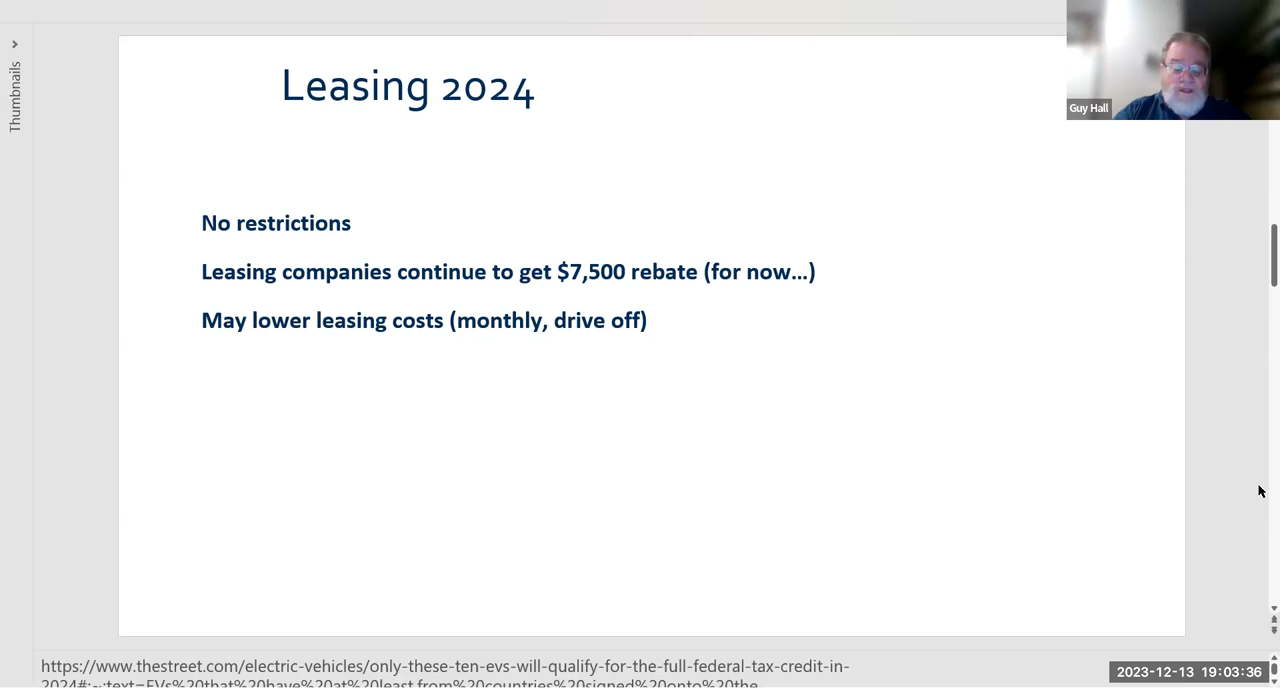 Thumbnails
Leasing 2024
Guy Hall
No restrictions
Leasing companies continue to get $7,500 rebate (for now...)
May lower leasing costs (monthly, drive off)
https://www.thestreet.com/electric-vehicles/only-these-ten-evs-will-qualify-for-the-full-federal-tax-credit-in-
2024#:~:text=EVs%20that%20have%20at%20least,from%20countries%20signed%20onto%20the
2023-12-13 19:03:36